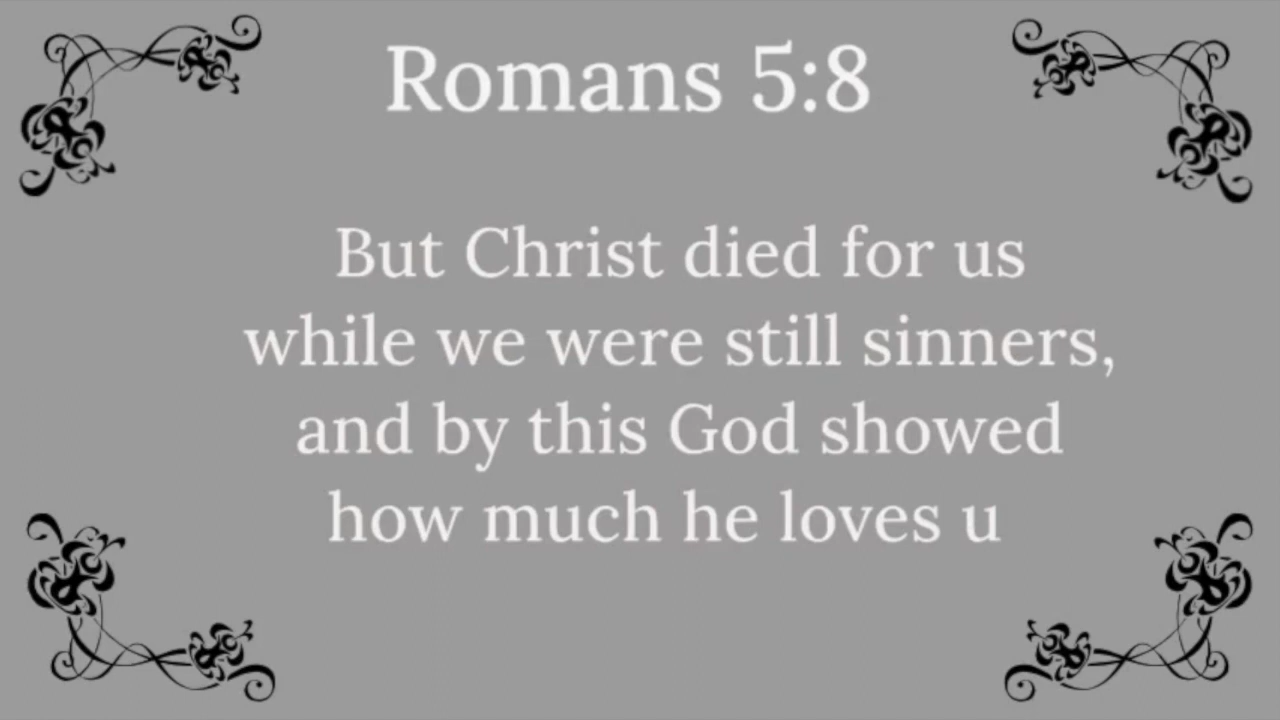 Romans 5:8
But Christ died for us
while we were still sinners,
and by this God showed
how much he loves u